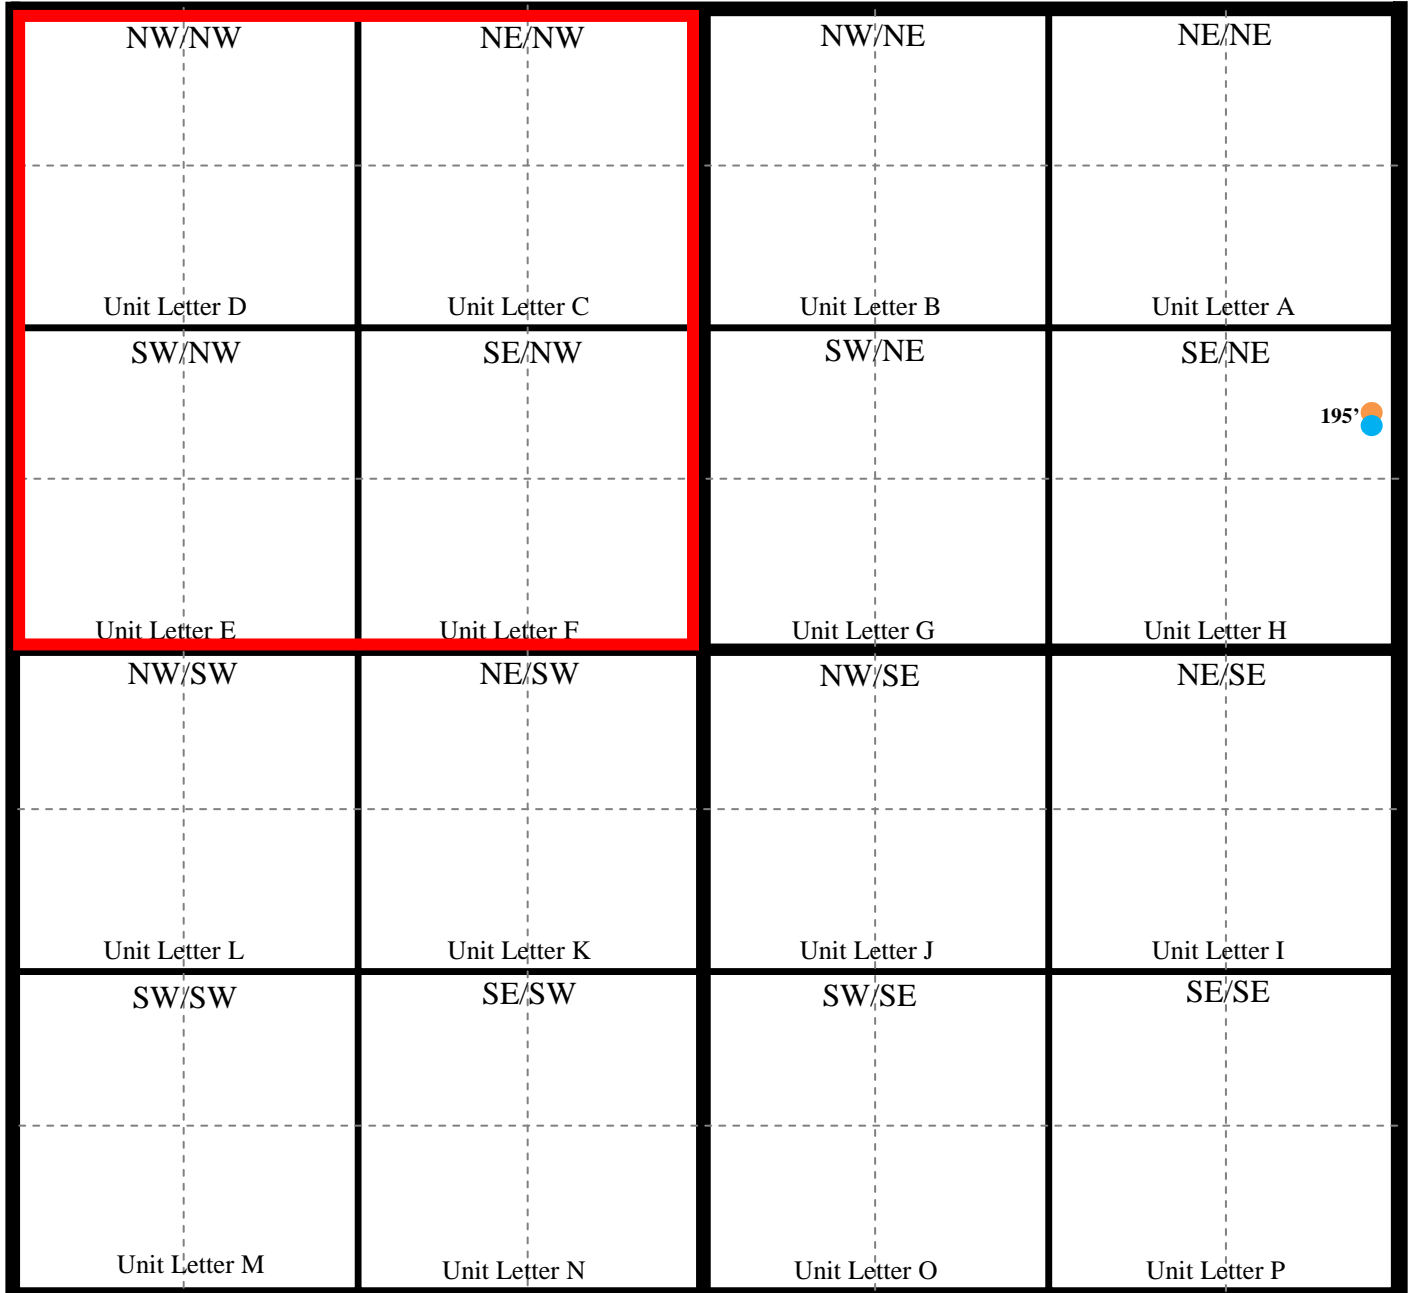 NW/NW NE/NW NW/NE NE/NE
Unit Letter D Unit Letter C Unit Letter B Unit Letter A
SW/NW SE/NW SW/NE SE/NE
195’
Unit Letter E Unit Letter F Unit Letter G Unit Letter H
NW/SW NE/SW NW/SE NE/SE
Unit Letter L Unit Letter K Unit Letter J Unit Letter I
SW/SW SE/SW SW/SE SE/SE
Unit Letter M Unit Letter N Unit Letter O Unit Letter P